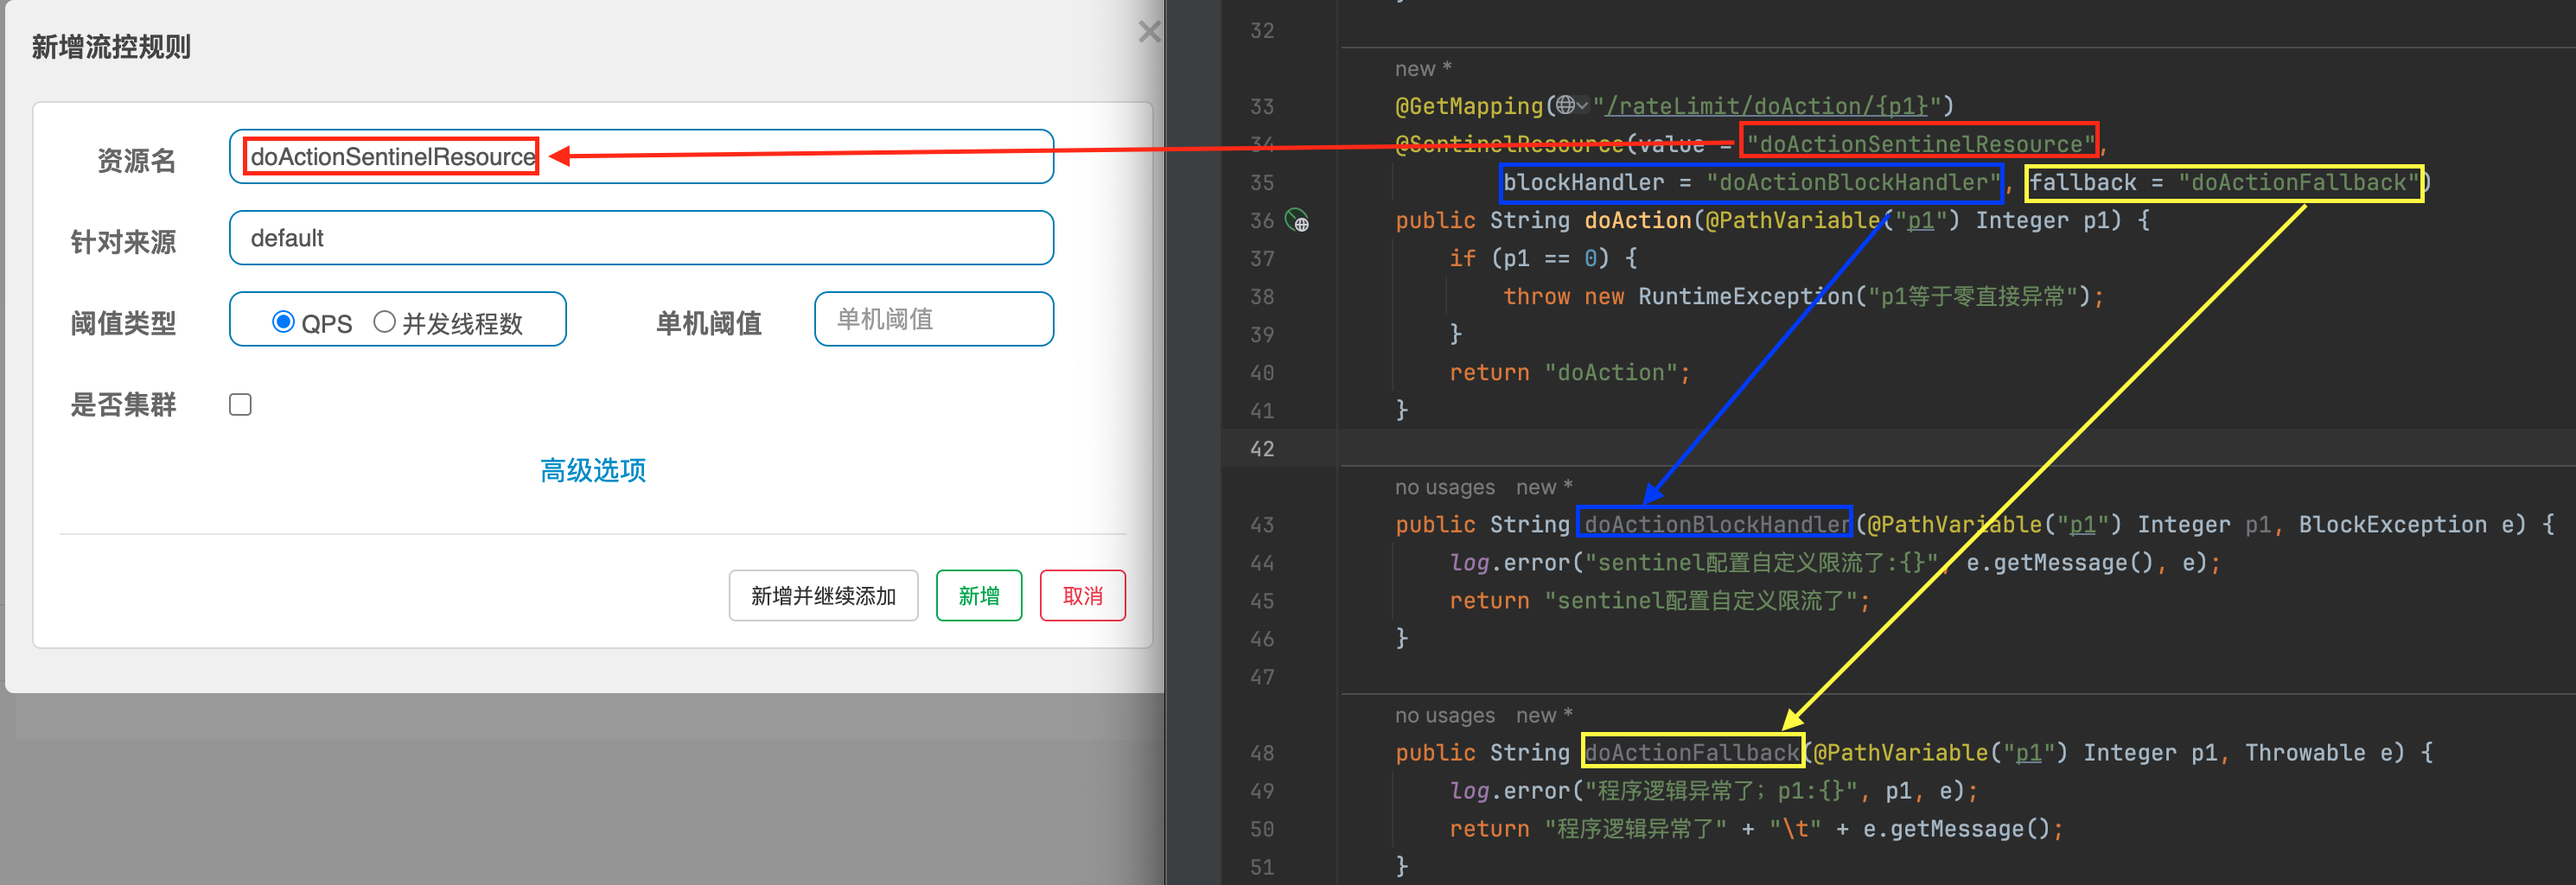 新增流控规则
×
资源名
doActionSentinelResource
针对来源
default
阈值类型
QPS
并发线程数
单机阈值
单机阈值
是否集群
高级选项
新增并继续添加
新增
取消
32
new *
33 @GetMapping("/rateLimit/doAction/{p1}")
34 @SentinelResource(value = "doActionSentinelResource",
35 blockHandler = "doActionBlockHandler", fallback = "doActionFallback")
36 public String doAction(@PathVariable("p1") Integer p1) {
37 if (p1 == 0) {
38 throw new RuntimeException("p1等于零直接异常");
39 }
40 return "doAction";
41 }
42
no usages new *
43 public String doActionBlockHandler(@PathVariable("p1") Integer p1, BlockException e) {
44 log.error("sentinel配置自定义限流了:{}", e.getMessage(), e);
45 return "sentinel配置自定义限流了";
46 }
47
no usages new *
48 public String doActionFallback(@PathVariable("p1") Integer p1, Throwable e) {
49 log.error("程序逻辑异常了；p1:{}", p1, e);
50 return "程序逻辑异常了" + "\t" + e.getMessage();
51 }